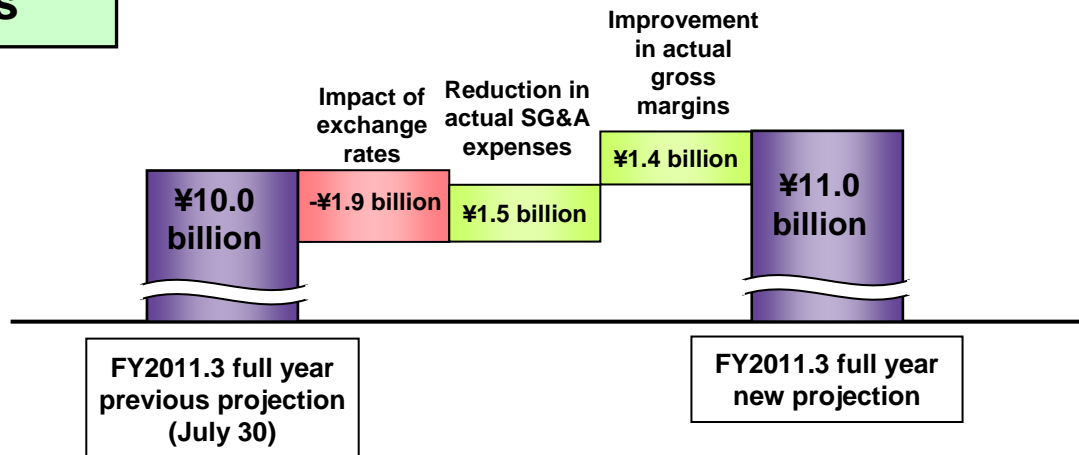 Improvement
in actual
gross
margins
Impact of
exchange
rates
Reduction in
actual SG&A
expenses
¥10.0
billion
-¥1.9 billion
¥1.5 billion
¥1.4 billion
¥11.0
billion
FY2011.3 full year
previous projection
(July 30)
FY2011.3 full year
new projection